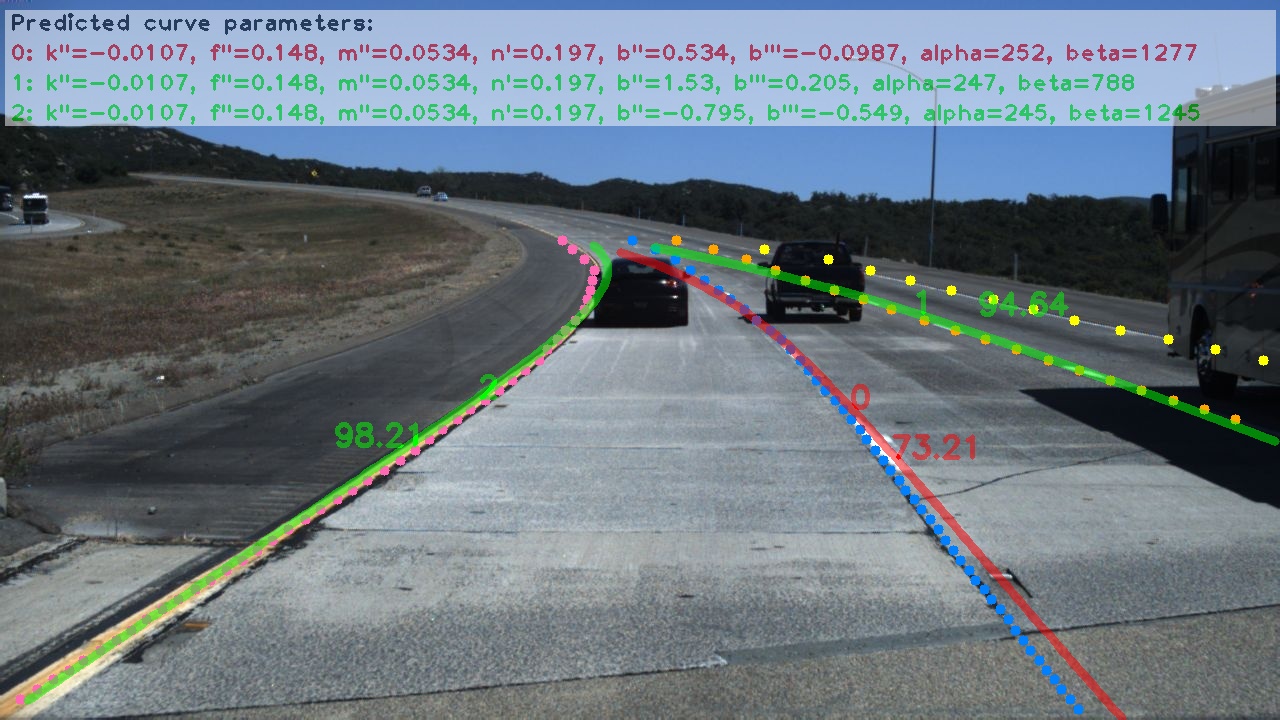 Predicted curve parameters:
0: k''=-0.0107, f''=0.148, m''=0.0534, n'=0.197, b''=0.534, b'''=-0.0987, alpha=252, beta=1277
1: k''=-0.0107, f''=0.148, m''=0.0534, n'=0.197, b''=1.53, b'''=0.205, alpha=247, beta=788
2: k''=-0.0107, f''=0.148, m''=0.0534, n'=0.197, b''=-0.795, b'''=-0.549, alpha=245, beta=1245
1 94.64
2
0
98.21
73.21